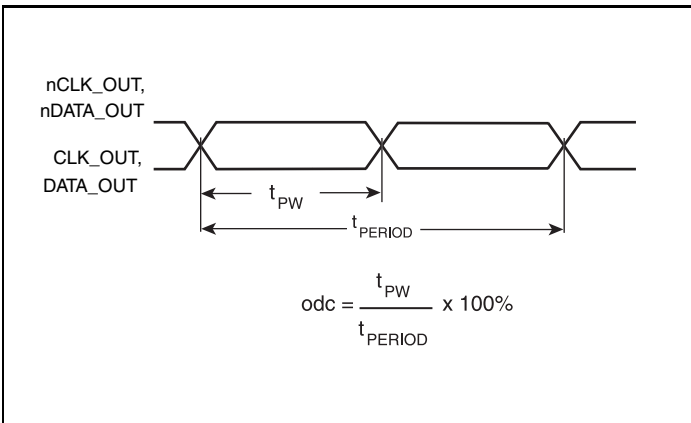 nCLK_OUT,
nDATA_OUT
CLK_OUT,
DATA_OUT
tPW
tPERIOD
odc = tPW / tPERIOD x 100%